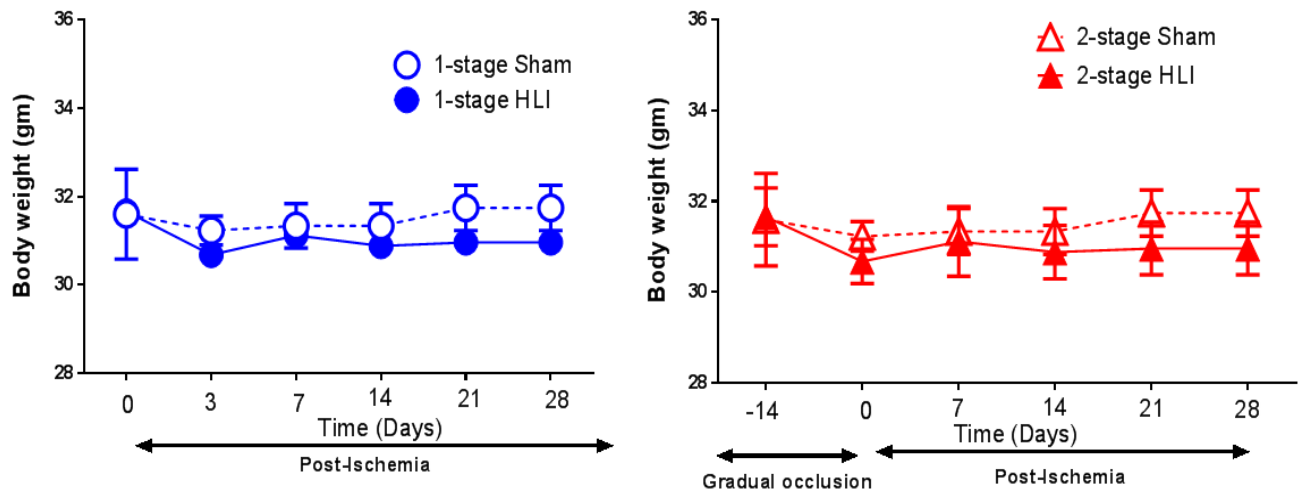 36
34
32
30
28
Body weight (gm)
1-stage Sham
1-stage HLI
0 3 7 14 21 28
Time (Days)
Post-Ischemia
36
34
32
30
28
Body weight (gm)
2-stage Sham
2-stage HLI
-14 0 7 14 21 28
Time (Days)
Gradual occlusion Post-Ischemia